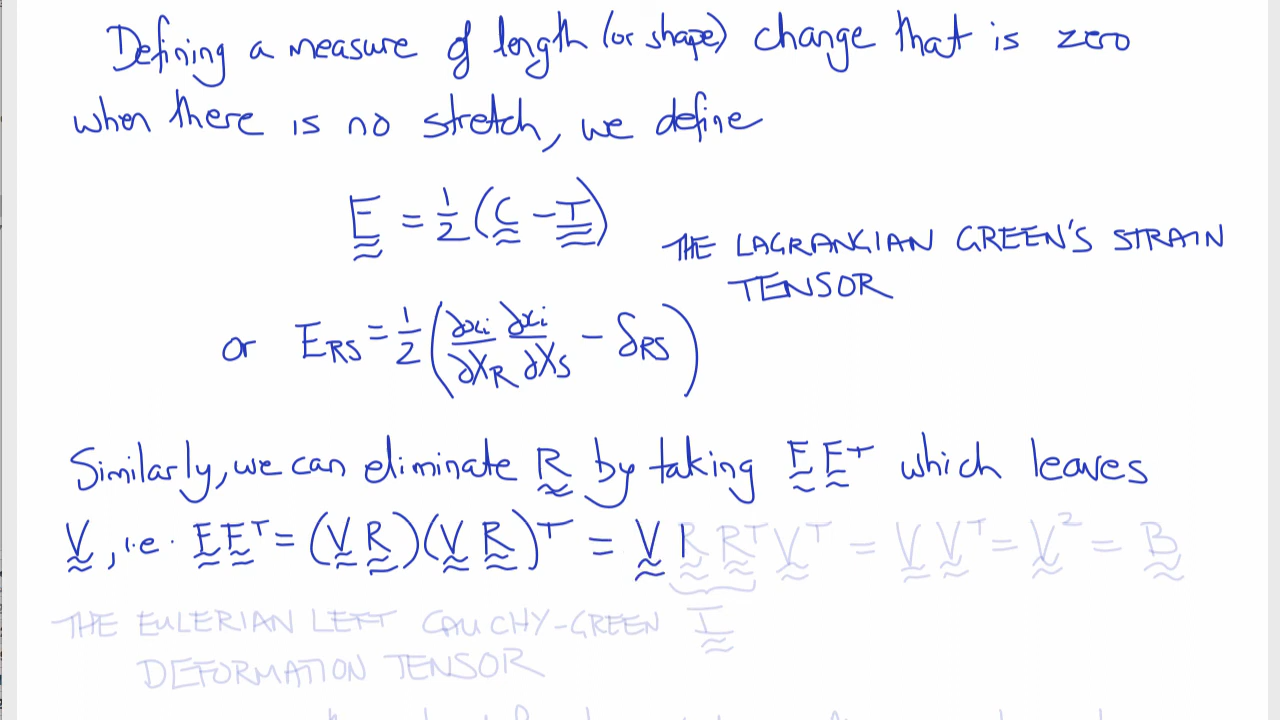 Defining a measure of length (or shape) change that is zero
when there is no stretch, we define
E = 1/2 (C - I)
THE LAGRANGIAN GREEN'S STRAIN
TENSOR
or E_RS = 1/2 (∂x_i/∂X_R ∂x_i/∂X_S - δ_RS)
Similarly, we can eliminate R by taking F F^T which leaves
V, i.e. F F^T = (V R)(V R)^T = V R R^T V^T = V V^T = V^2 = B
THE EULERIAN LEFT CAUCHY-GREEN I
DEFORMATION TENSOR